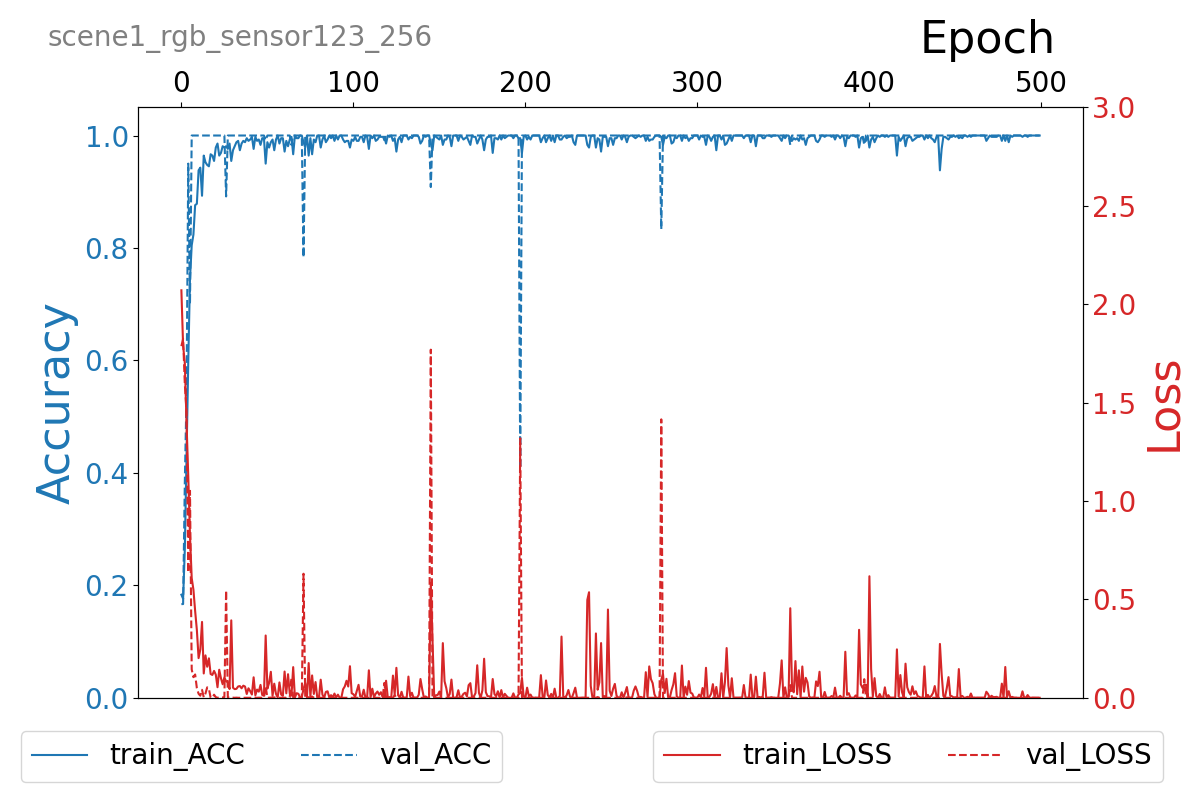 scene1_rgb_sensor123_256
Epoch
0 100 200 300 400 500
1.0
0.8
0.6
0.4
0.2
0.0
Accuracy
3.0
2.5
2.0
1.5
1.0
0.5
0.0
Loss
train_ACC val_ACC
train_LOSS val_LOSS